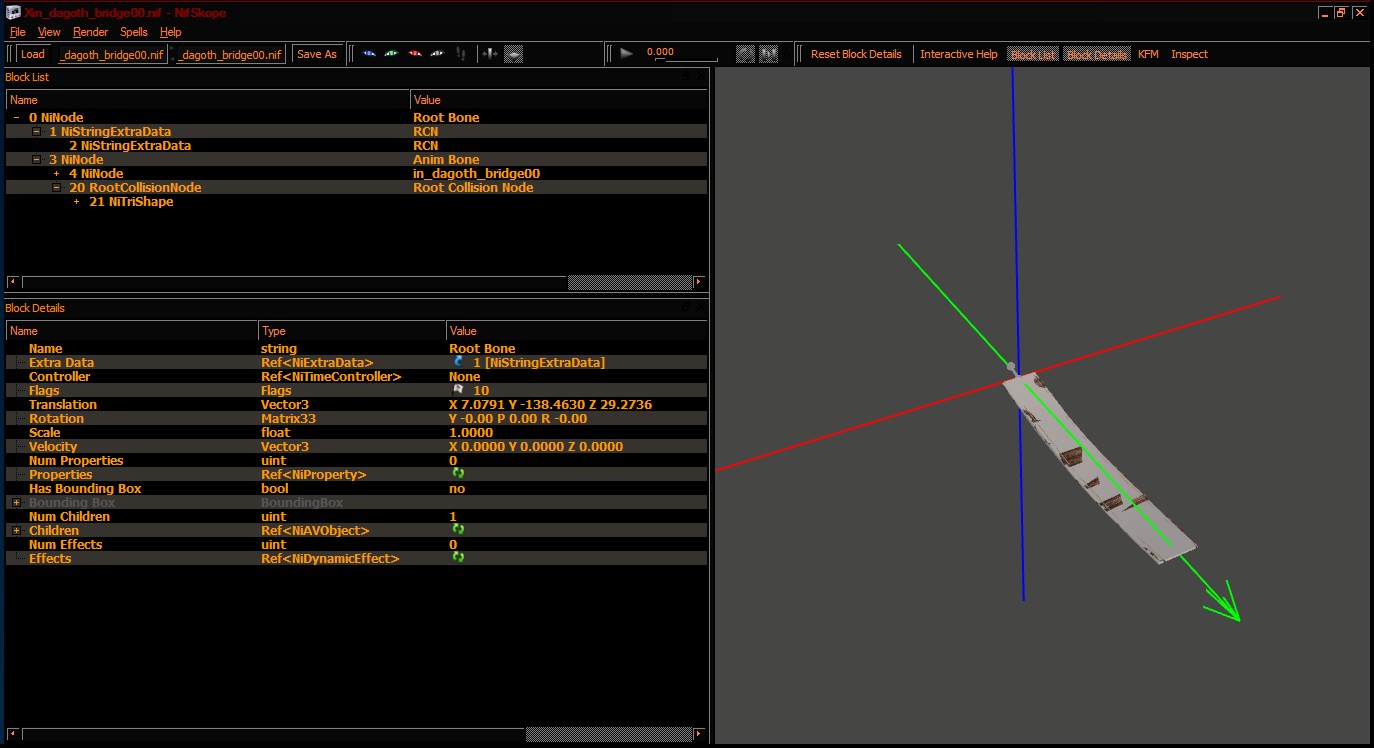 Xin_dagoth_bridge00.nif - NifSkope
File View Render Spells Help
Load _dagoth_bridge00.nif _dagoth_bridge00.nif Save As 0.000 Reset Block Details Interactive Help Block List Block Details KFM Inspect
Block List
Name Value
0 NiNode Root Bone
1 NiStringExtraData RCN
2 NiStringExtraData RCN
3 NiNode Anim Bone
4 NiNode in_dagoth_bridge00
20 RootCollisionNode Root Collision Node
21 NiTriShape
Block Details
Name Type Value
Name string Root Bone
Extra Data Ref<NiExtraData> 1 [NiStringExtraData]
Controller Ref<NiTimeController> None
Flags Flags 10
Translation Vector3 X 7.0791 Y -138.4630 Z 29.2736
Rotation Matrix33 Y -0.00 P 0.00 R -0.00
Scale float 1.0000
Velocity Vector3 X 0.0000 Y 0.0000 Z 0.0000
Num Properties uint 0
Properties Ref<NiProperty>
Has Bounding Box bool no
Bounding Box BoundingBox
Num Children uint 1
Children Ref<NiAVObject>
Num Effects uint 0
Effects Ref<NiDynamicEffect>